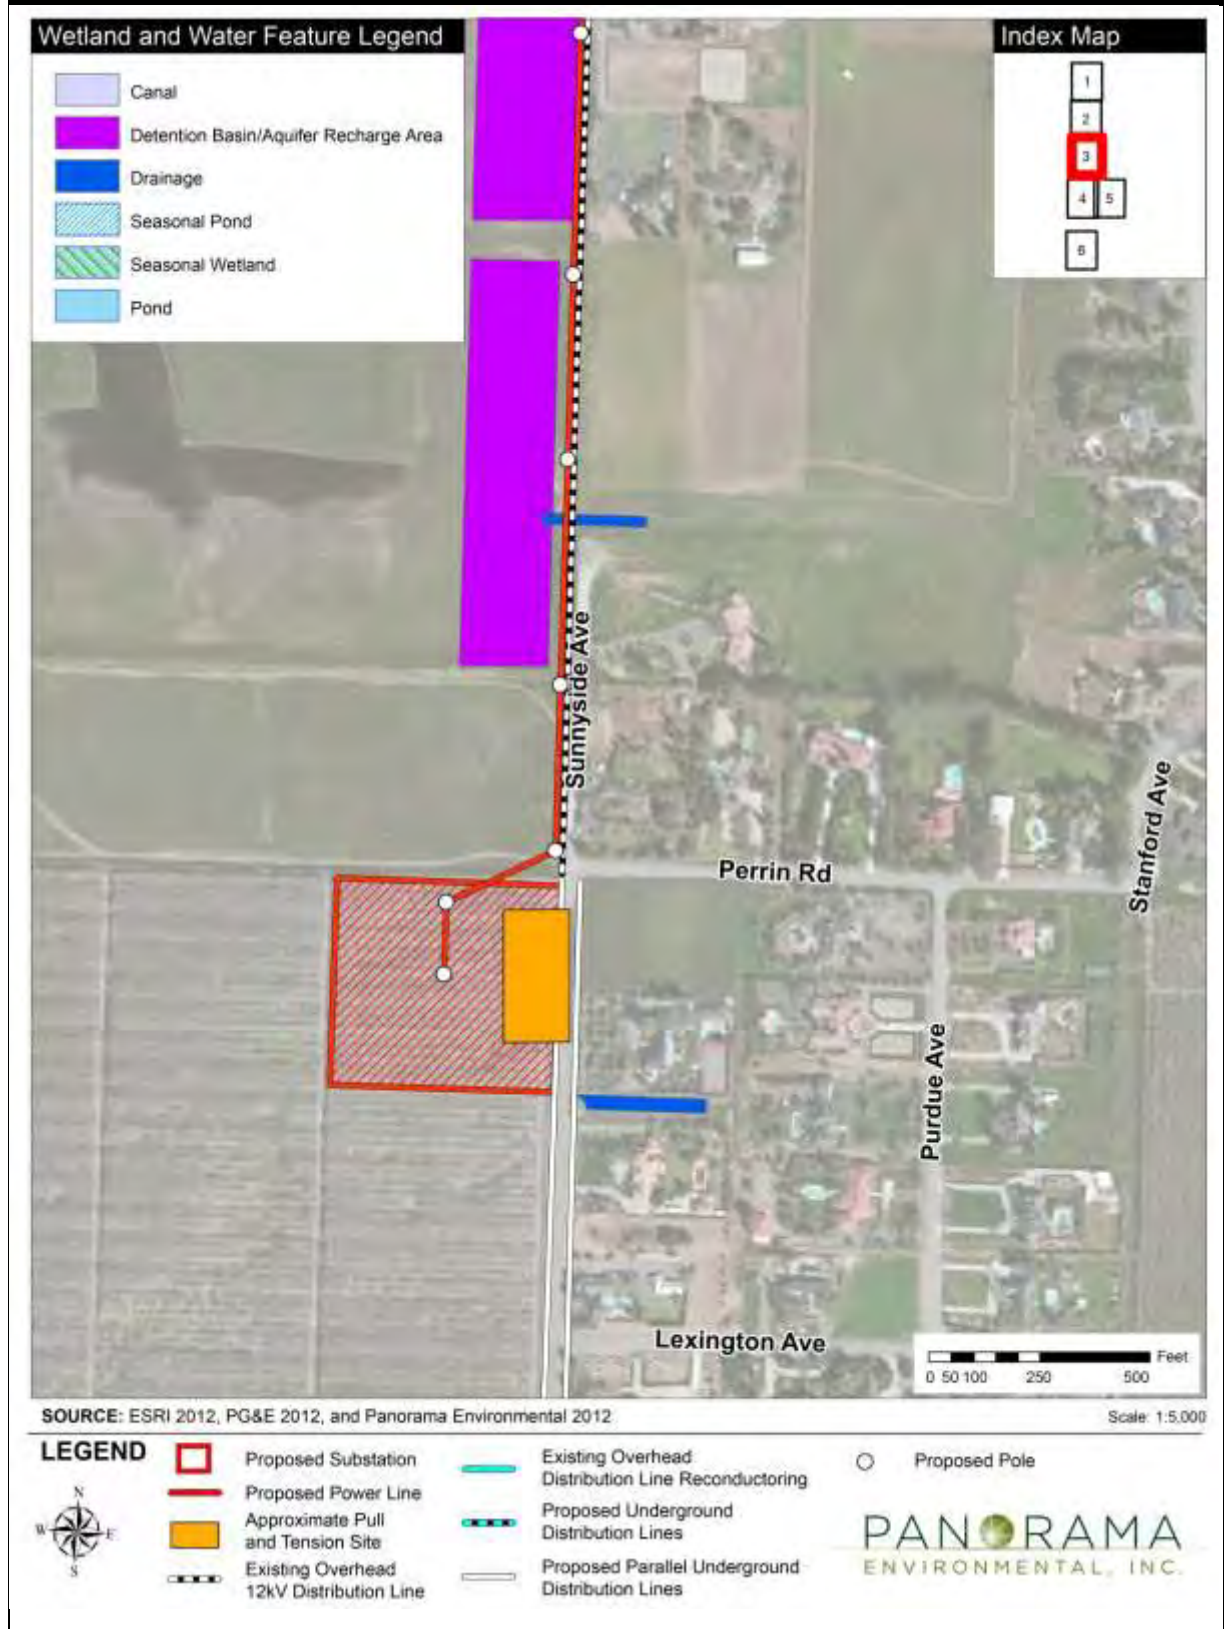 Wetland and Water Feature Legend
Canal
Detention Basin/Aquifer Recharge Area
Drainage
Seasonal Pond
Seasonal Wetland
Pond
Index Map
1
2
3
4 5
6
Sunnyside Ave
Perrin Rd
Stanford Ave
Purdue Ave
Lexington Ave
Feet
0 50 100 250 500
SOURCE: ESRI 2012, PG&E 2012, and Panorama Environmental 2012
Scale: 1:5,000
LEGEND
N
W E
S
Proposed Substation
Proposed Power Line
Approximate Pull
and Tension Site
Existing Overhead
12kV Distribution Line
Existing Overhead
Distribution Line Reconductoring
Proposed Underground
Distribution Lines
Proposed Parallel Underground
Distribution Lines
Proposed Pole
PANORAMA
ENVIRONMENTAL, INC.